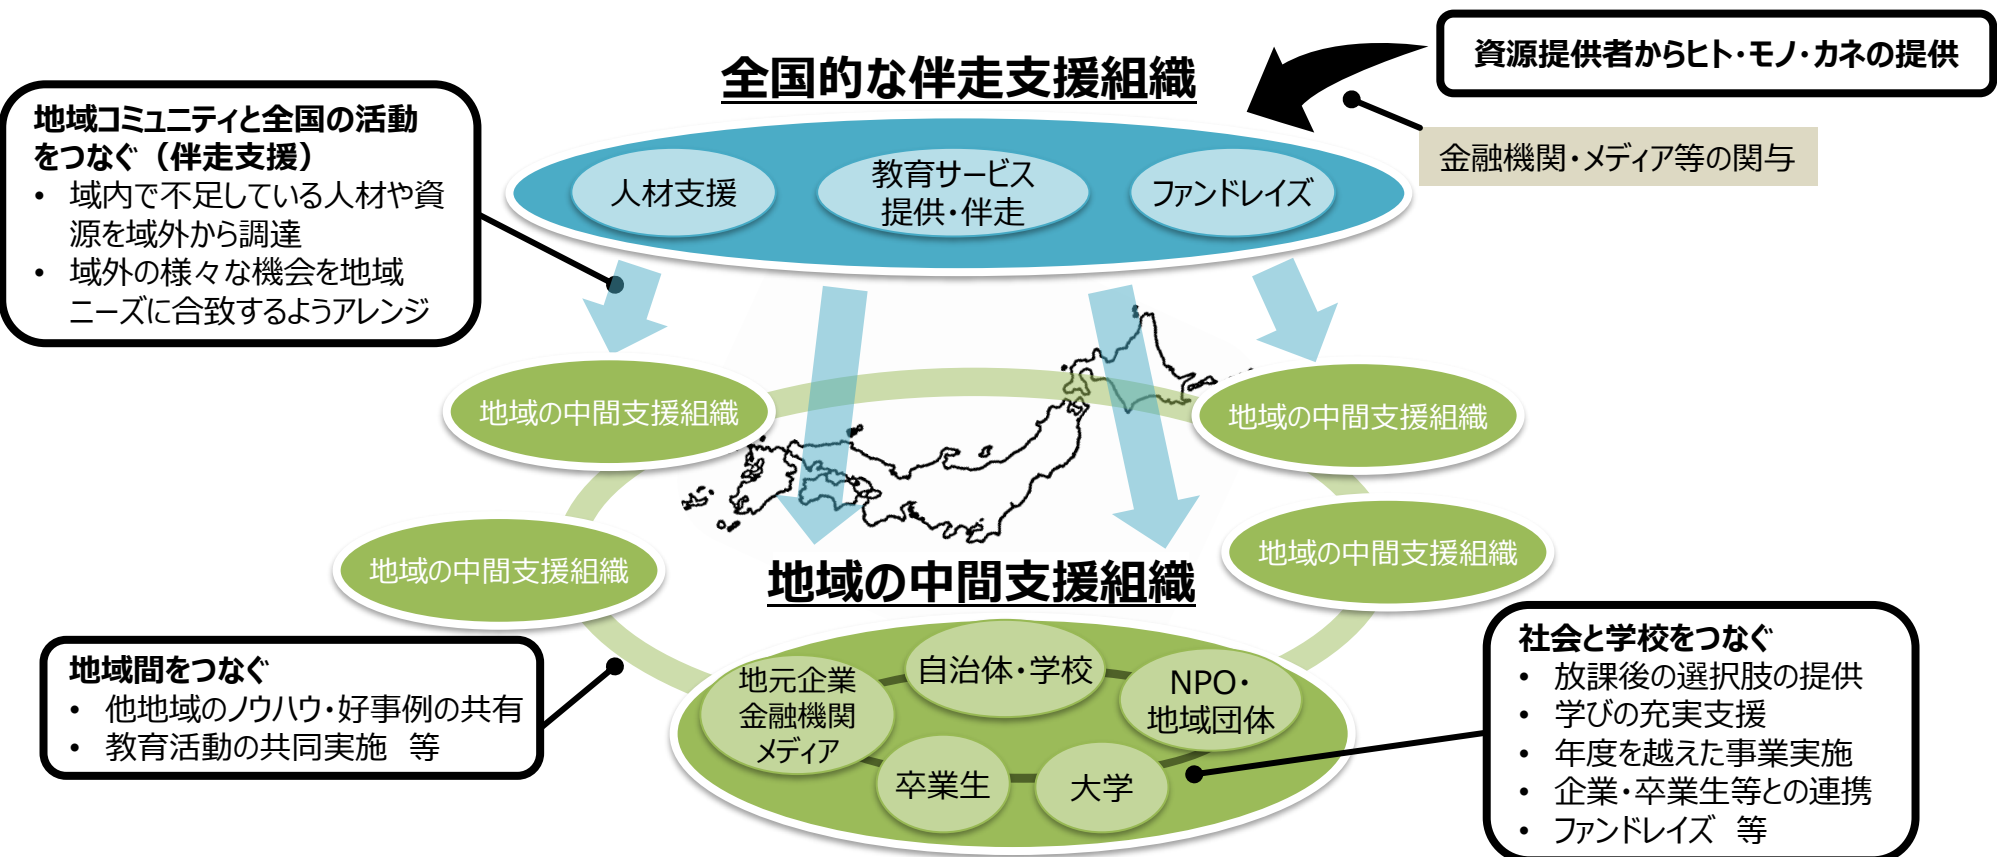 全国的な伴走支援組織
資源提供者からヒト・モノ・カネの提供
金融機関・メディア等の関与
地域コミュニティと全国の活動
をつなぐ（伴走支援）
• 域内で不足している人材や資
源を域外から調達
• 域外の様々な機会を地域
ニーズに合致するようアレンジ
人材支援
教育サービス
提供・伴走
ファンドレイズ
地域の中間支援組織
地域の中間支援組織
地域の中間支援組織
地域の中間支援組織
地域の中間支援組織
地域間をつなぐ
• 他地域のノウハウ・好事例の共有
• 教育活動の共同実施　等
地元企業
金融機関
メディア
自治体・学校
NPO・
地域団体
卒業生
大学
社会と学校をつなぐ
• 放課後の選択肢の提供
• 学びの充実支援
• 年度を越えた事業実施
• 企業・卒業生等との連携
• ファンドレイズ　等